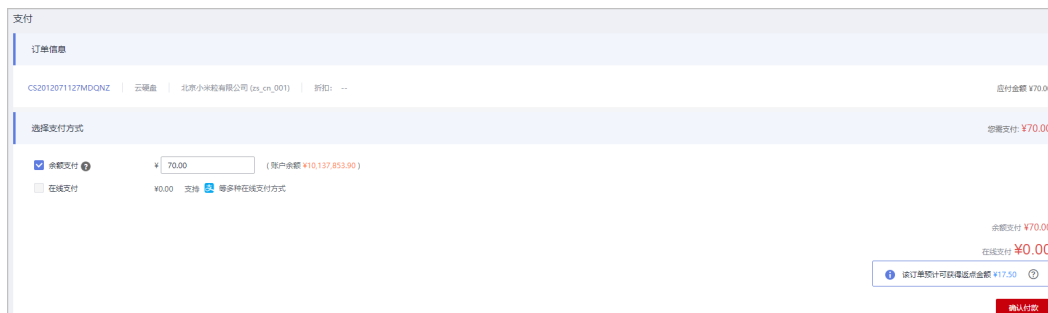 支付
订单信息
CS2012071127MDQNZ 云硬盘 北京小米粒有限公司 (zs_cn_001) 折扣: -- 应付金额 ¥70.00
选择支付方式 您需支付: ¥70.00
余额支付 ? ¥ 70.00 ( 账户余额 ¥10,137,853.90 )
在线支付 ¥0.00 支持 支 等多种在线支付方式
余额支付 ¥70.00
在线支付 ¥0.00
该订单预计可获得返点金额 ¥17.50 ?
确认付款